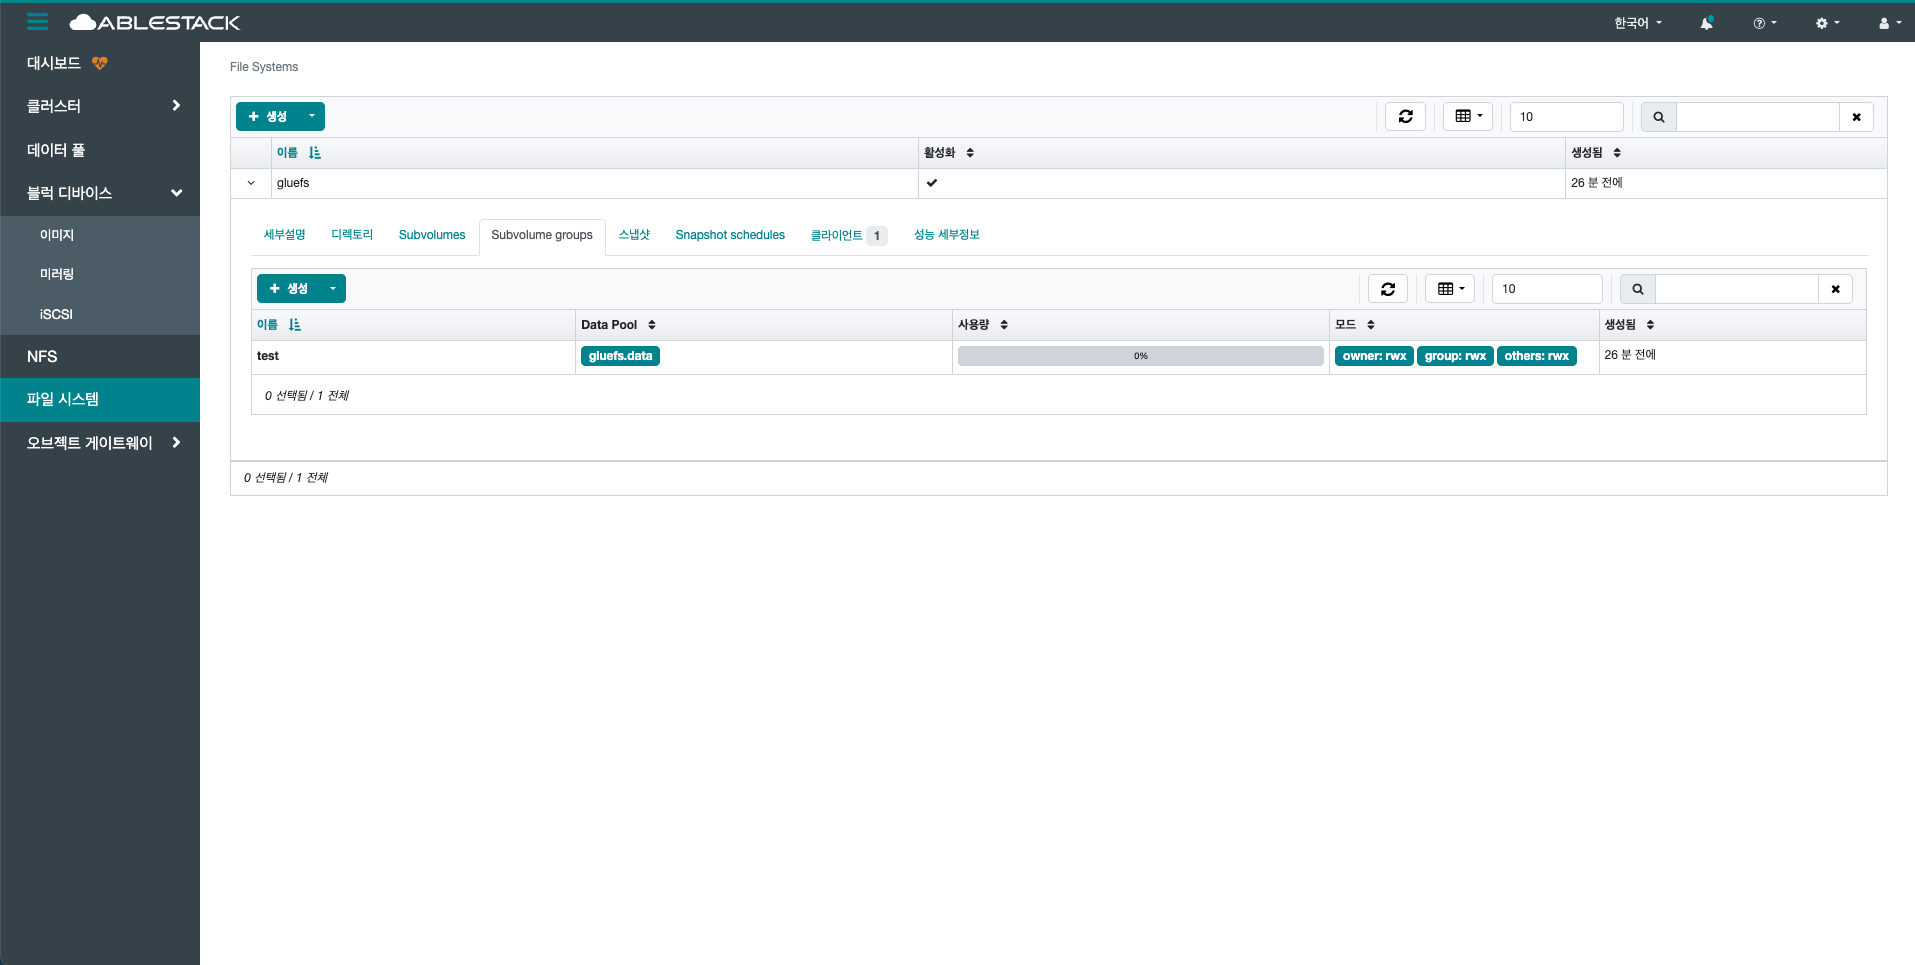 ABLESTACK
한국어
대시보드
클러스터
데이터 풀
블럭 디바이스
이미지
미러링
iSCSI
NFS
파일 시스템
오브젝트 게이트웨이
File Systems
생성
10
이름
활성화
생성됨
gluefs
26 분 전에
세부설명
디렉토리
Subvolumes
Subvolume groups
스냅샷
Snapshot schedules
클라이언트 1
성능 세부정보
생성
10
이름
Data Pool
사용량
모드
생성됨
test
gluefs.data
0%
owner: rwx
group: rwx
others: rwx
26 분 전에
0 선택됨 / 1 전체
0 선택됨 / 1 전체